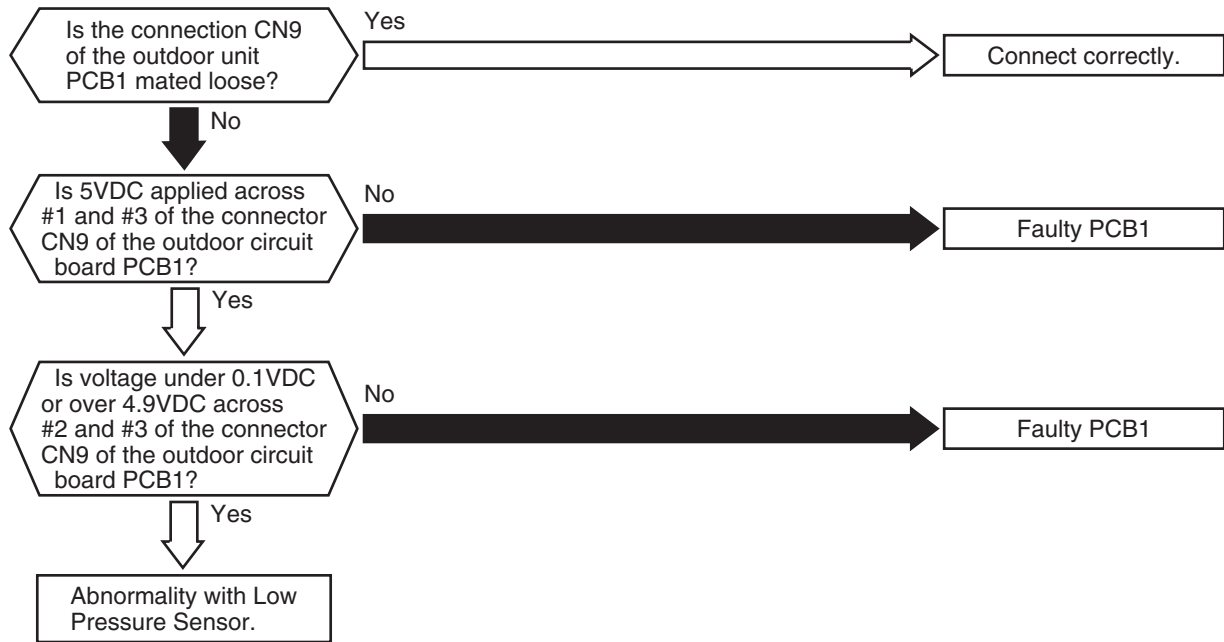 Is the connection CN9
of the outdoor unit
PCB1 mated loose?
Yes
Connect correctly.
No
Is 5VDC applied across
#1 and #3 of the connector
CN9 of the outdoor circuit
board PCB1?
No
Faulty PCB1
Yes
Is voltage under 0.1VDC
or over 4.9VDC across
#2 and #3 of the connector
CN9 of the outdoor circuit
board PCB1?
No
Faulty PCB1
Yes
Abnormality with Low
Pressure Sensor.